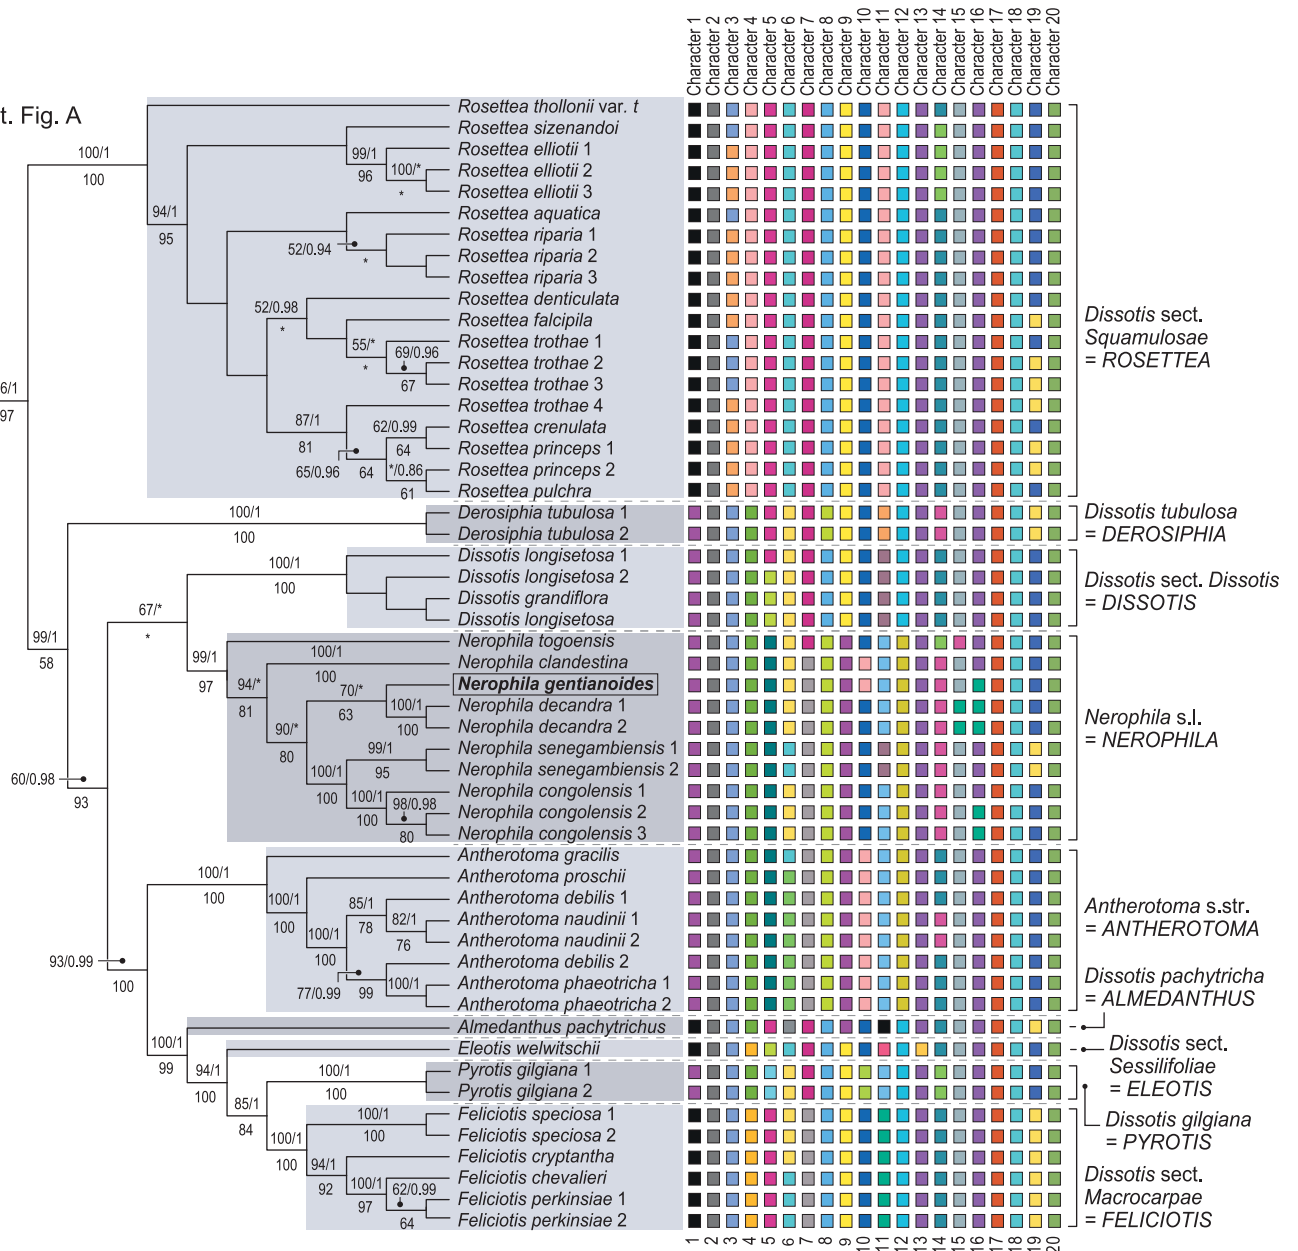 Character 1
Character 2
Character 3
Character 4
Character 5
Character 6
Character 7
Character 8
Character 9
Character 10
Character 11
Character 12
Character 13
Character 14
Character 15
Character 16
Character 17
Character 18
Character 19
Character 20
t. Fig. A
Rosettea thollonii var. t
Rosettea sizenandoi
Rosettea elliotii 1
Rosettea elliotii 2
Rosettea elliotii 3
Rosettea aquatica
Rosettea riparia 1
Rosettea riparia 2
Rosettea riparia 3
Rosettea denticulata
Rosettea falcipila
Rosettea trothae 1
Rosettea trothae 2
Rosettea trothae 3
Rosettea trothae 4
Rosettea crenulata
Rosettea princeps 1
Rosettea princeps 2
Rosettea pulchra
Derosiphia tubulosa 1
Derosiphia tubulosa 2
Dissotis longisetosa 1
Dissotis longisetosa 2
Dissotis grandiflora
Dissotis longisetosa
Nerophila togoensis
Nerophila clandestina
Nerophila gentianoides
Nerophila decandra 1
Nerophila decandra 2
Nerophila senegambiensis 1
Nerophila senegambiensis 2
Nerophila congolensis 1
Nerophila congolensis 2
Nerophila congolensis 3
Antherotoma gracilis
Antherotoma proschii
Antherotoma debilis 1
Antherotoma naudinii 1
Antherotoma naudinii 2
Antherotoma debilis 2
Antherotoma phaeotricha 1
Antherotoma phaeotricha 2
Almedanthus pachytrichus
Eleotis welwitschii
Pyrotis gilgiana 1
Pyrotis gilgiana 2
Feliciotis speciosa 1
Feliciotis speciosa 2
Feliciotis cryptantha
Feliciotis chevalieri
Feliciotis perkinsiae 1
Feliciotis perkinsiae 2
100/1
100
99/1
96
100/*
*
94/1
95
52/0.94
*
52/0.98
*
55/*
*
69/0.96
67
6/1
97
87/1
81
62/0.99
64
65/0.96
64
*/0.86
61
100/1
100
100/1
100
67/*
*
99/1
58
99/1
97
100/1
100
94/*
81
70/*
63
100/1
100
90/*
80
99/1
95
100/1
100
60/0.98
93
100/1
100
98/0.98
80
100/1
100
100/1
100
85/1
78
82/1
76
100/1
100
93/0.99
100
77/0.99
99
100/1
100/1
99
94/1
100
100/1
100
85/1
84
100/1
100
100/1
100
94/1
92
100/1
97
62/0.99
64
Dissotis sect.
Squamulosae
= ROSETTEA
Dissotis tubulosa
= DEROSIPHIA
Dissotis sect. Dissotis
= DISSOTIS
Nerophila s.l.
= NEROPHILA
Antherotoma s.str.
= ANTHEROTOMA
Dissotis pachytricha
= ALMEDANTHUS
Dissotis sect.
Sessilifoliae
= ELEOTIS
Dissotis gilgiana
= PYROTIS
Dissotis sect.
Macrocarpae
= FELICIOTIS
1
2
3
4
5
6
7
8
9
10
11
12
13
14
15
16
17
18
19
20